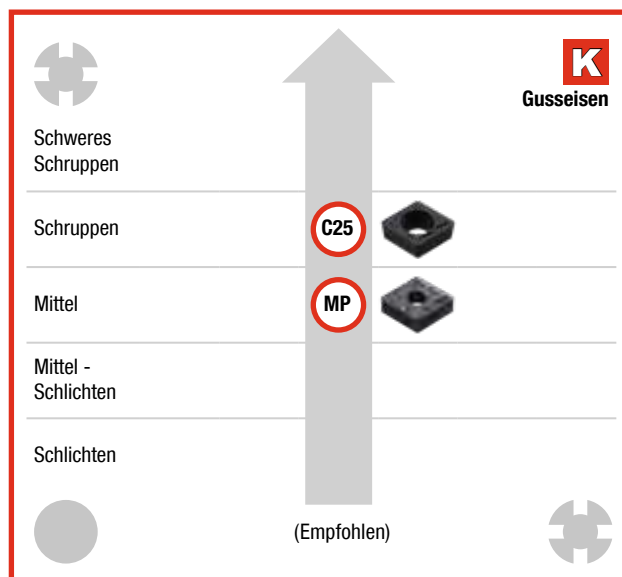 K
Gusseisen
Schweres
Schruppen
Schruppen
C25
Mittel
MP
Mittel -
Schlichten
Schlichten
(Empfohlen)